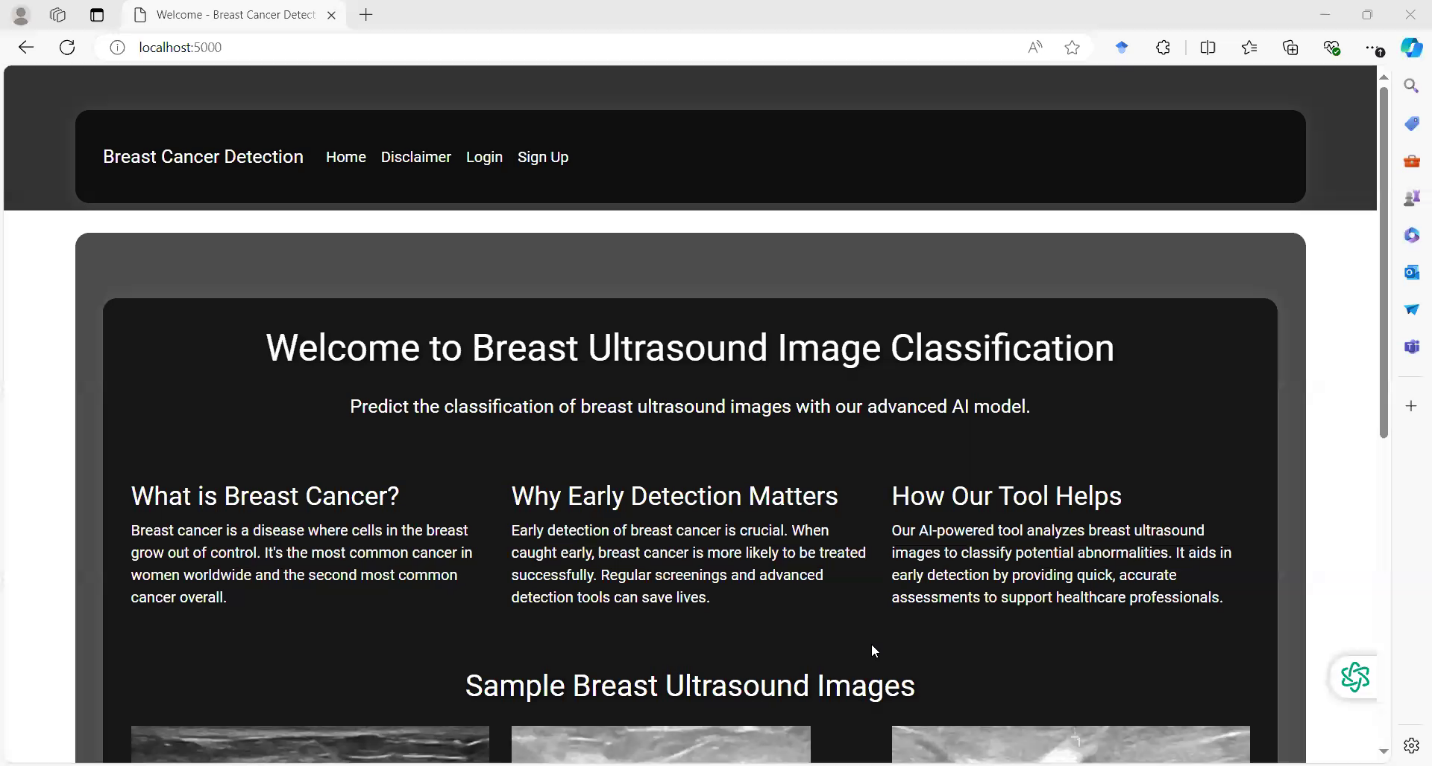 Welcome - Breast Cancer Detect
localhost:5000
Breast Cancer Detection Home Disclaimer Login Sign Up
Welcome to Breast Ultrasound Image Classification
Predict the classification of breast ultrasound images with our advanced AI model.
What is Breast Cancer?
Breast cancer is a disease where cells in the breast
grow out of control. It's the most common cancer in
women worldwide and the second most common
cancer overall.
Why Early Detection Matters
Early detection of breast cancer is crucial. When
caught early, breast cancer is more likely to be treated
successfully. Regular screenings and advanced
detection tools can save lives.
How Our Tool Helps
Our AI-powered tool analyzes breast ultrasound
images to classify potential abnormalities. It aids in
early detection by providing quick, accurate
assessments to support healthcare professionals.
Sample Breast Ultrasound Images